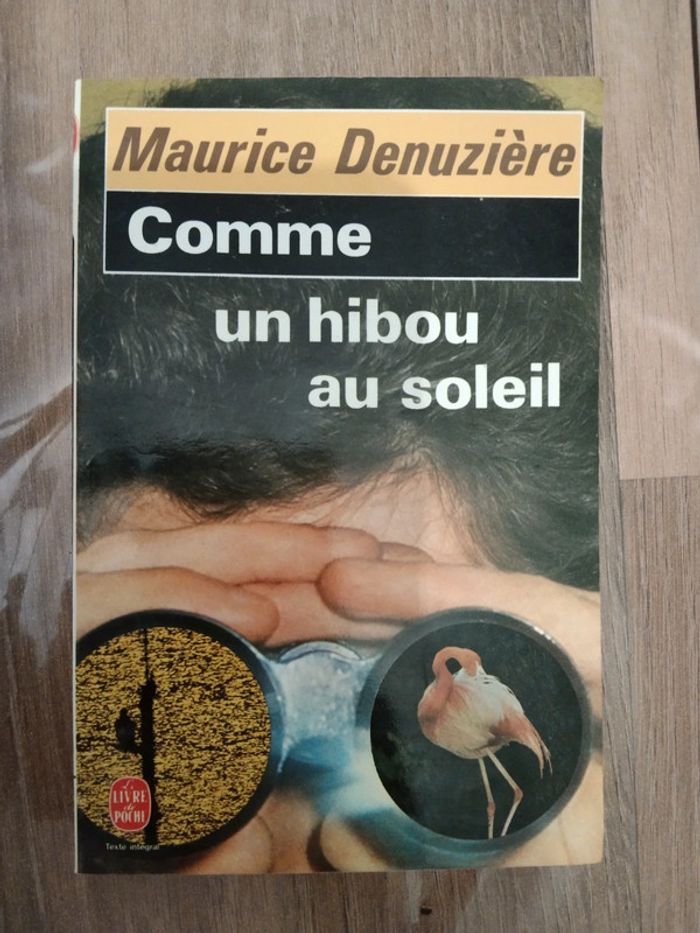 Maurice Denuzière
Comme
un hibou
au soleil
Le
LIVRE
de
POCHE
Texte intégral